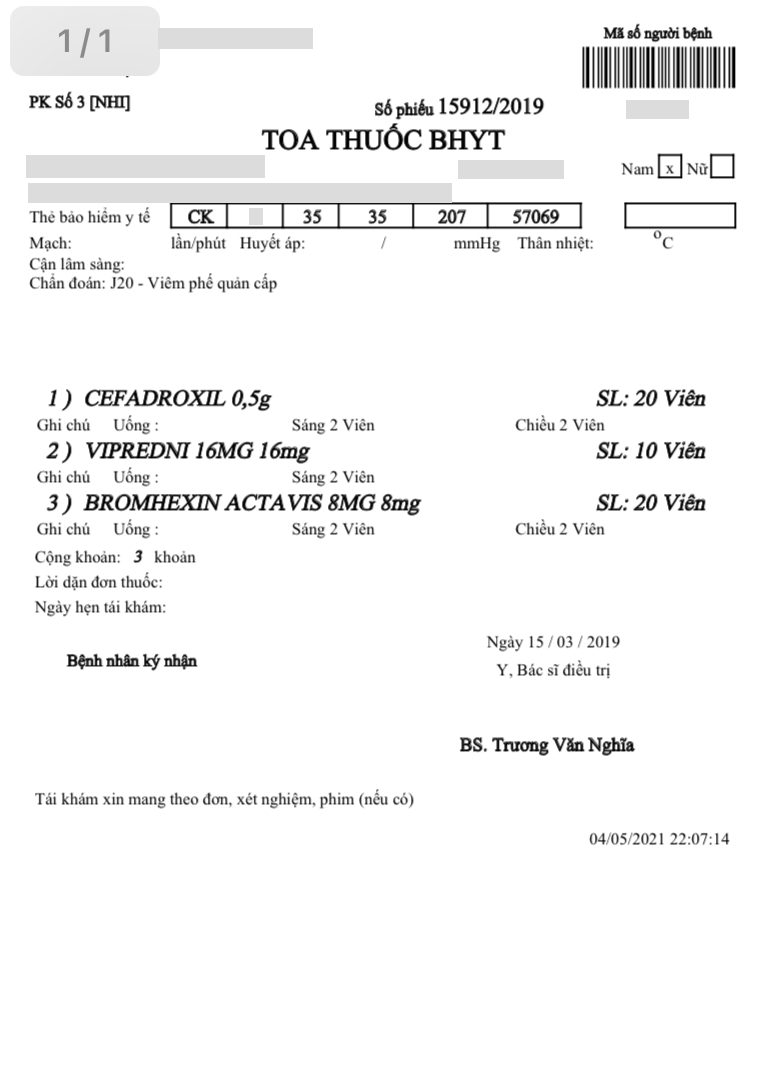 1/1
Mã số người bệnh
PK Số 3 [NHI]
Số phiếu 15912/2019
TOA THUỐC BHYT
Nam x Nữ
Thẻ bảo hiểm y tế CK 35 35 207 57069
Mạch: lần/phút Huyết áp: / mmHg Thân nhiệt: °C
Cận lâm sàng:
Chẩn đoán: J20 - Viêm phế quản cấp
1 ) CEFADROXIL 0,5g SL: 20 Viên
Ghi chú Uống : Sáng 2 Viên Chiều 2 Viên
2 ) VIPREDNI 16MG 16mg SL: 10 Viên
Ghi chú Uống : Sáng 2 Viên
3 ) BROMHEXIN ACTAVIS 8MG 8mg SL: 20 Viên
Ghi chú Uống : Sáng 2 Viên Chiều 2 Viên
Cộng khoản: 3 khoản
Lời dặn đơn thuốc:
Ngày hẹn tái khám:
Ngày 15 / 03 / 2019
Bệnh nhân ký nhận
Y, Bác sĩ điều trị
BS. Trương Văn Nghĩa
Tái khám xin mang theo đơn, xét nghiệm, phim (nếu có)
04/05/2021 22:07:14